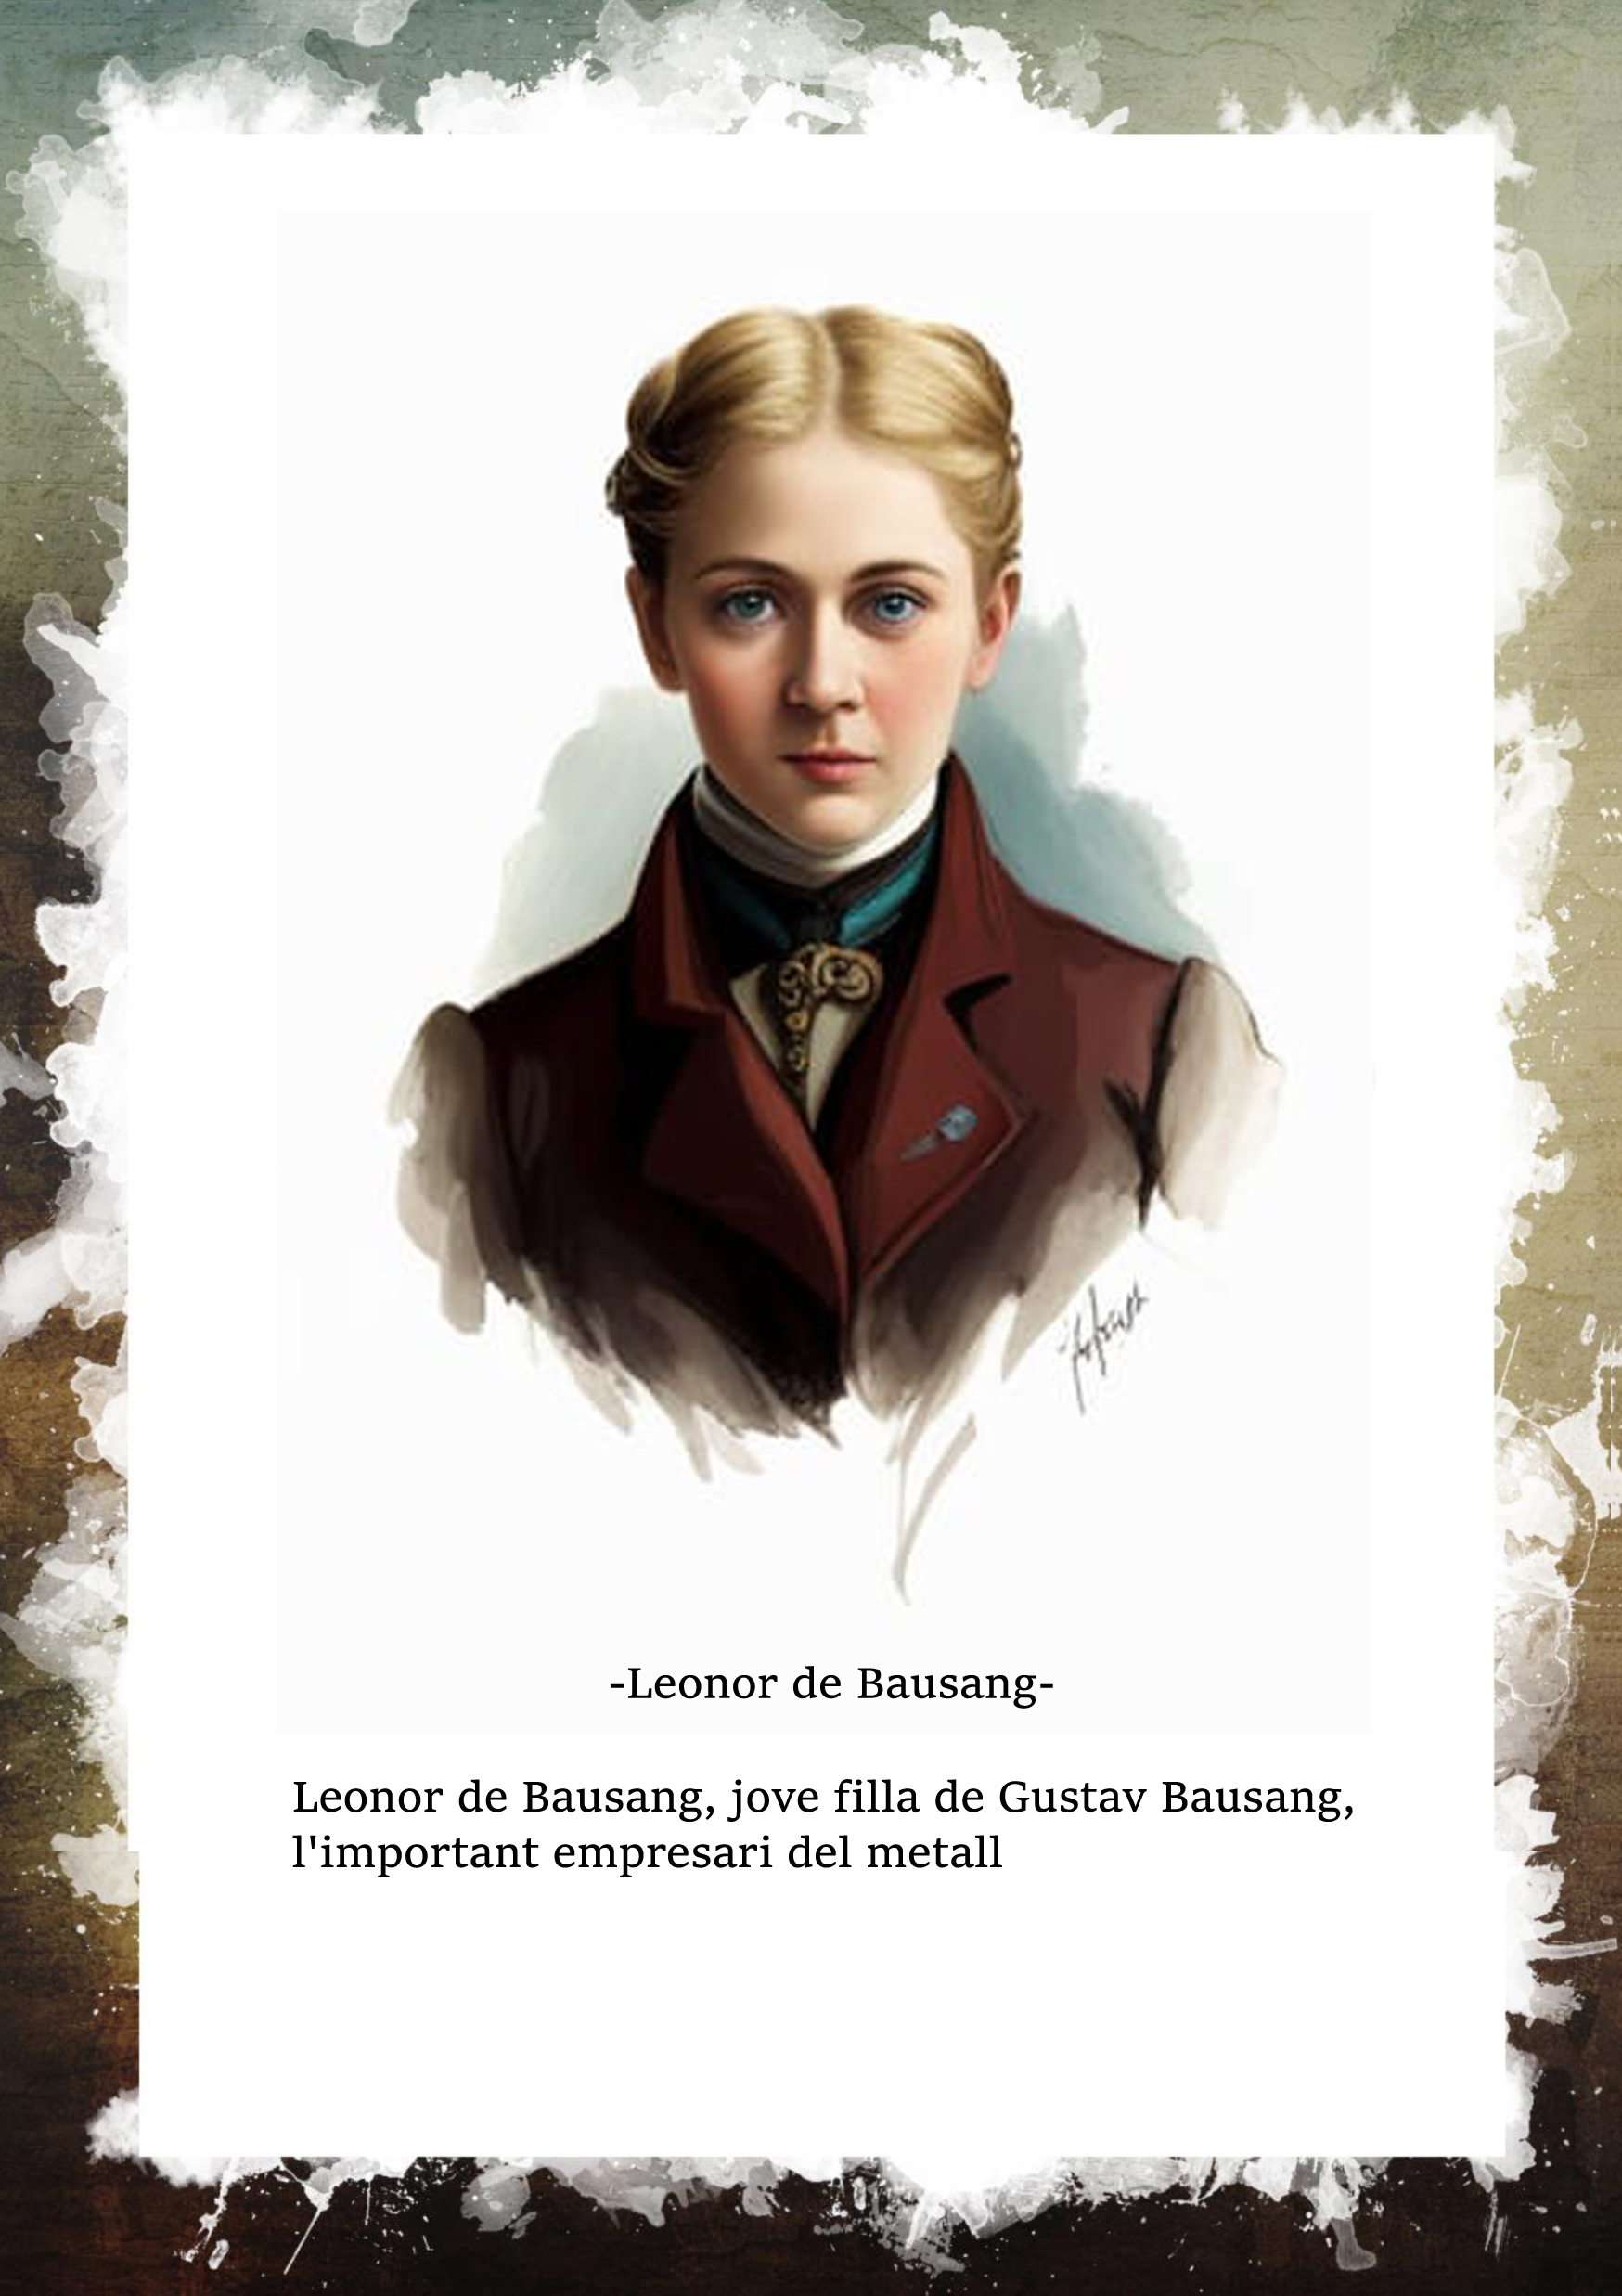 -Leonor de Bausang-
Leonor de Bausang, jove filla de Gustav Bausang,
l'important empresari del metall